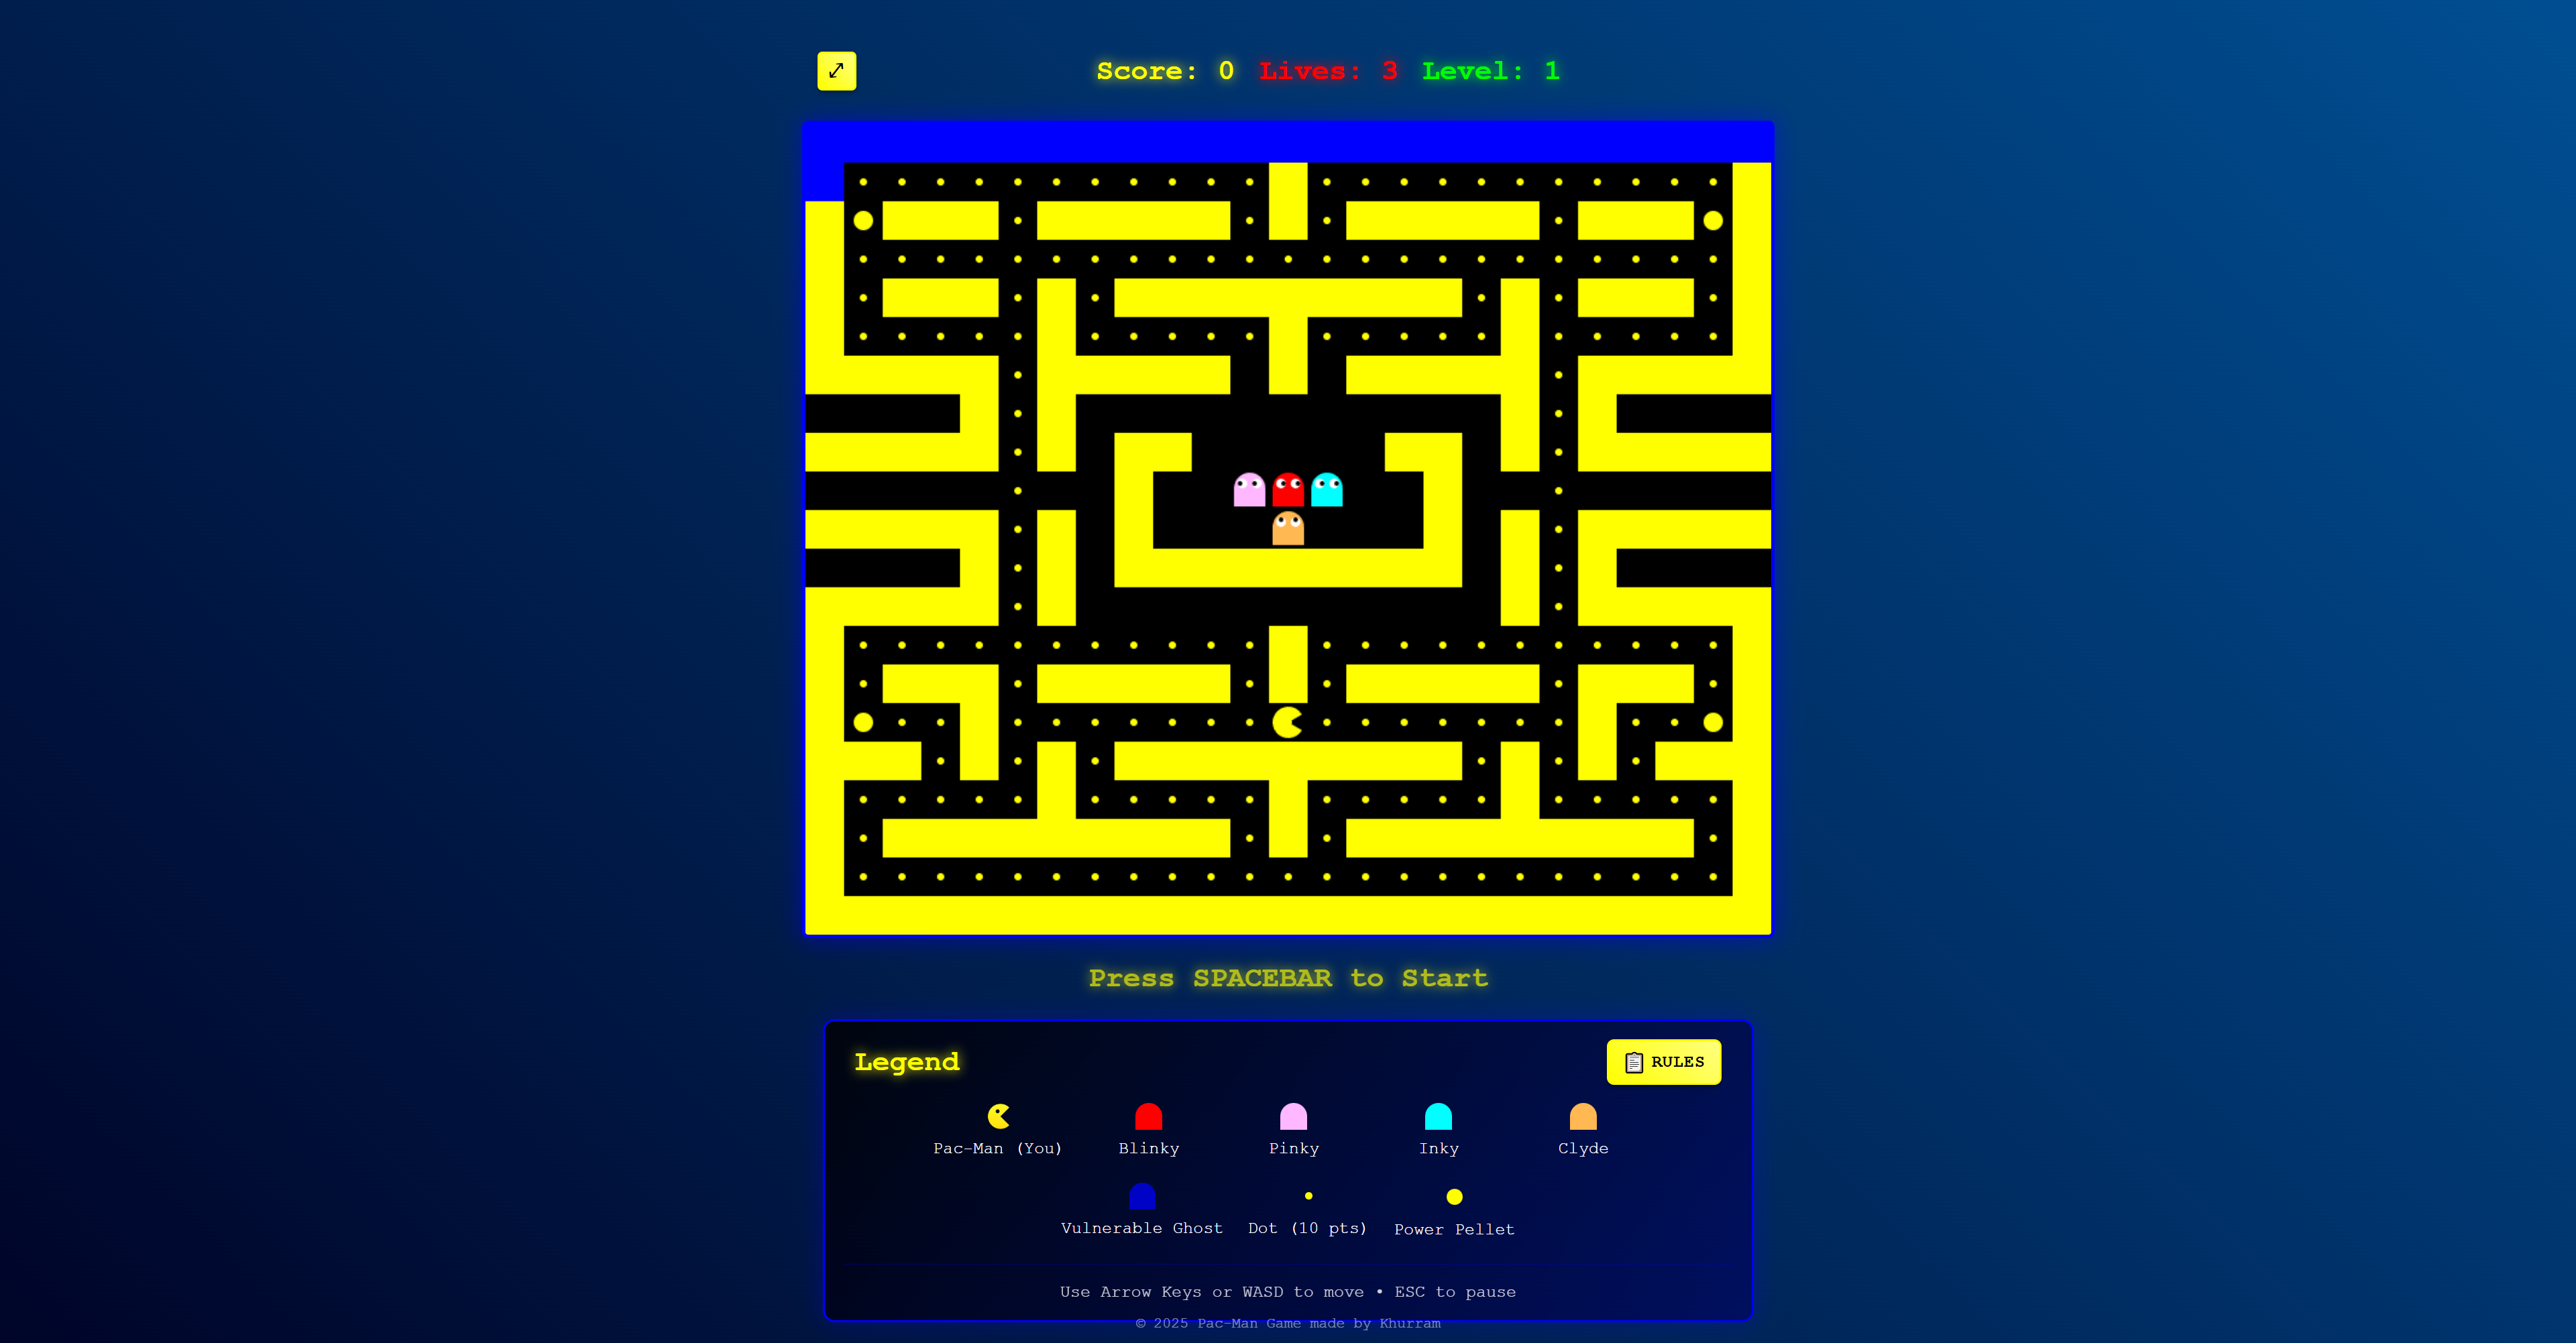 Score: 0 Lives: 3 Level: 1
Press SPACEBAR to Start
Legend
RULES
Pac-Man (You) Blinky Pinky Inky Clyde
Vulnerable Ghost Dot (10 pts) Power Pellet
Use Arrow Keys or WASD to move • ESC to pause
© 2025 Pac-Man Game made by Khurram